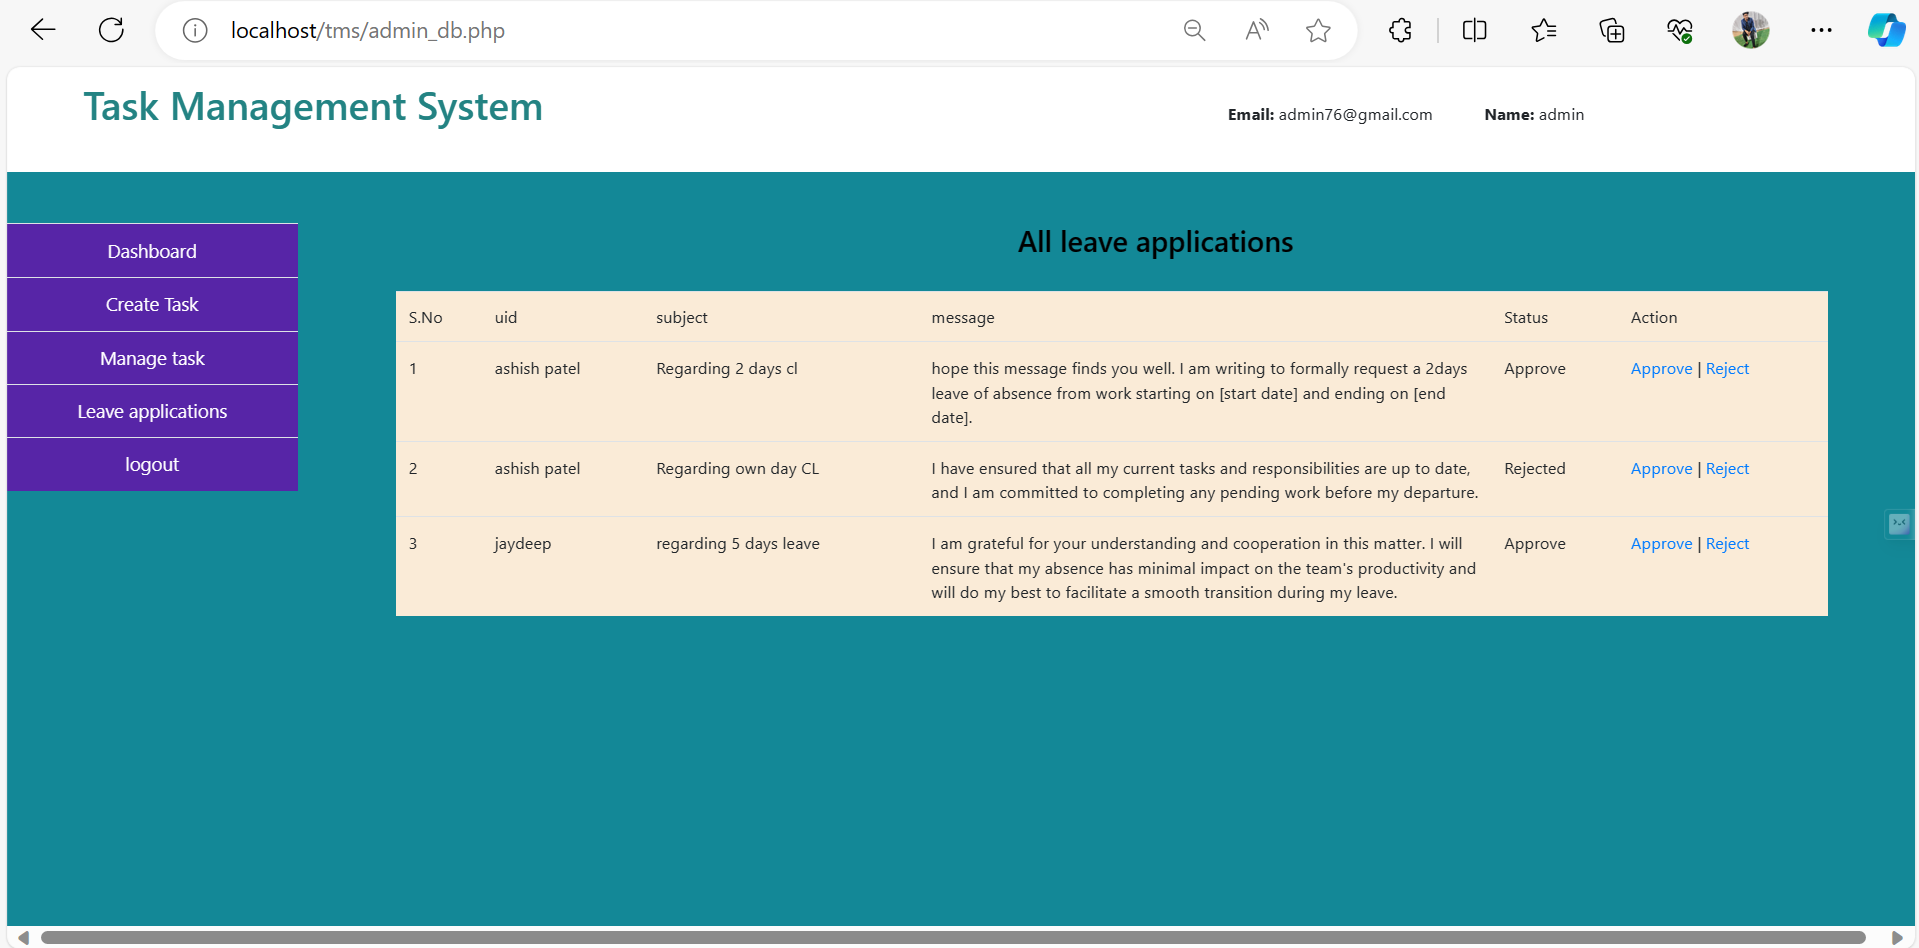 localhost/tms/admin_db.php
Task Management System
Email: admin76@gmail.com Name: admin
Dashboard
Create Task
Manage task
Leave applications
logout
All leave applications
S.No uid subject message Status Action
1 ashish patel Regarding 2 days cl hope this message finds you well. I am writing to formally request a 2days Approve Approve | Reject
leave of absence from work starting on [start date] and ending on [end
date].
2 ashish patel Regarding own day CL I have ensured that all my current tasks and responsibilities are up to date, Rejected Approve | Reject
and I am committed to completing any pending work before my departure.
3 jaydeep regarding 5 days leave I am grateful for your understanding and cooperation in this matter. I will Approve Approve | Reject
ensure that my absence has minimal impact on the team's productivity and
will do my best to facilitate a smooth transition during my leave.